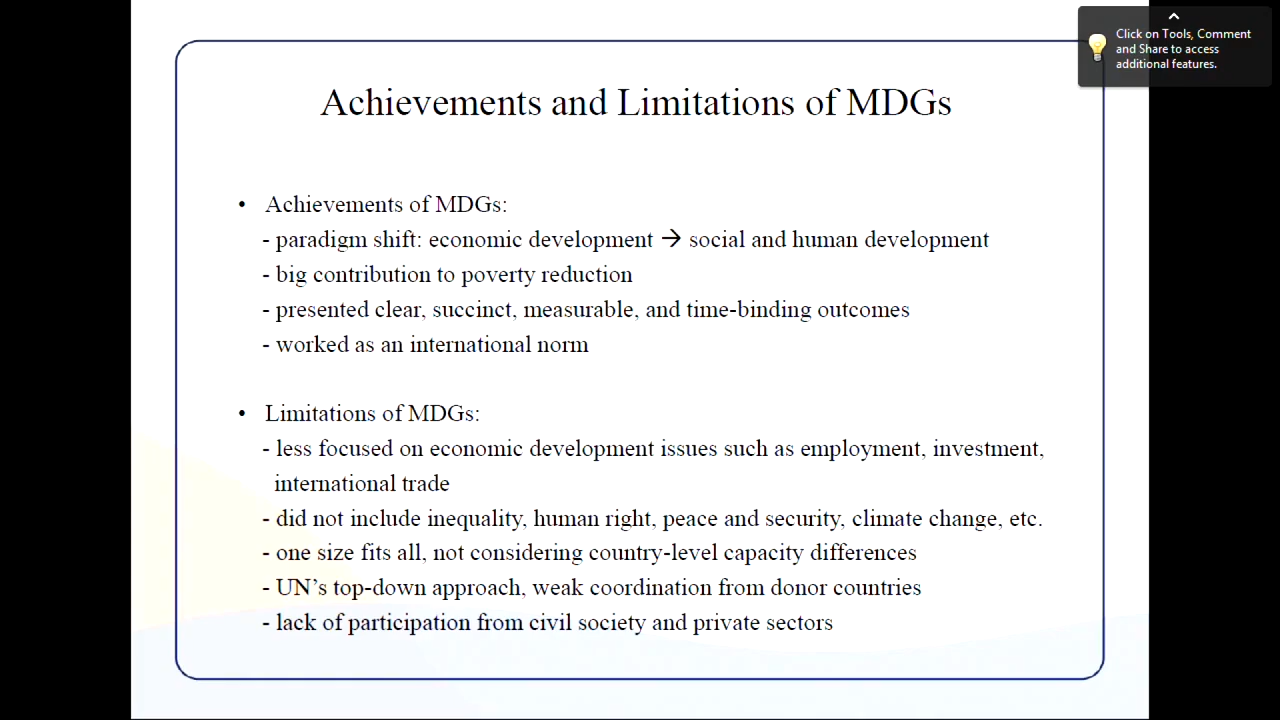 Click on Tools, Comment
and Share to access
additional features.
Achievements and Limitations of MDGs
• Achievements of MDGs:
- paradigm shift: economic development → social and human development
- big contribution to poverty reduction
- presented clear, succinct, measurable, and time-binding outcomes
- worked as an international norm
• Limitations of MDGs:
- less focused on economic development issues such as employment, investment,
international trade
- did not include inequality, human right, peace and security, climate change, etc.
- one size fits all, not considering country-level capacity differences
- UN’s top-down approach, weak coordination from donor countries
- lack of participation from civil society and private sectors